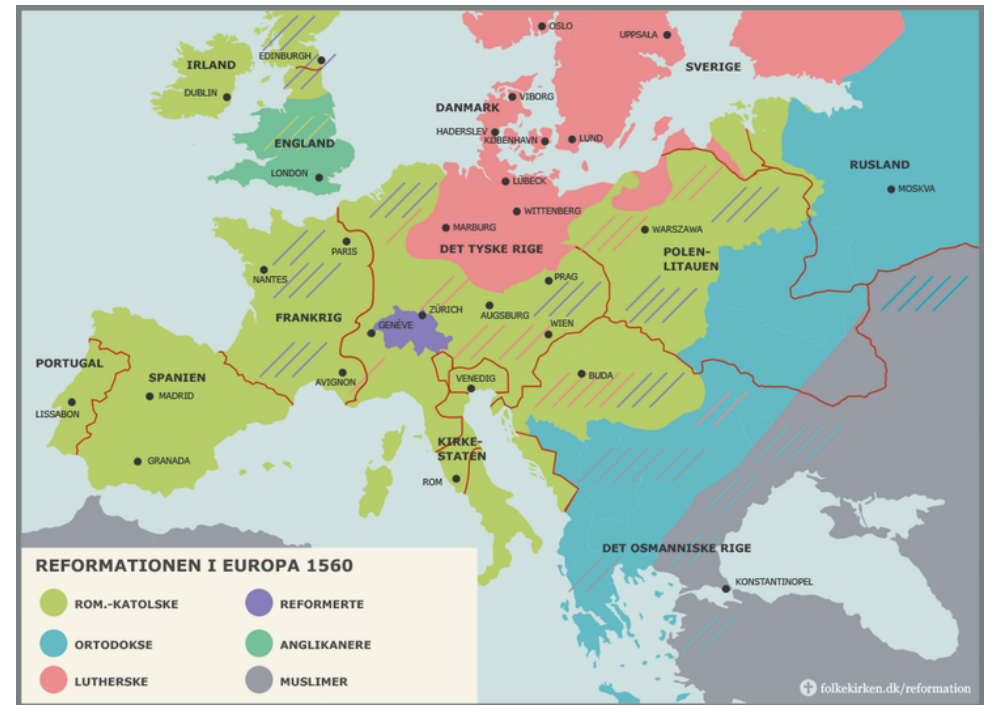 OSLO
UPPSALA
EDINBURGH
IRLAND
SVERIGE
DUBLIN
VIBORG
DANMARK
HADERSLEV
KØBENHAVN
LUND
ENGLAND
RUSLAND
LONDON
LÜBECK
MOSKVA
WITTENBERG
MARBURG
WARSZAWA
PARIS
DET TYSKE RIGE
POLEN-
LITAUEN
NANTES
PRAG
ZÜRICH
AUGSBURG
FRANKRIG
GENÈVE
WIEN
PORTUGAL
SPANIEN
AVIGNON
VENEDIG
BUDA
MADRID
LISSABON
KIRKE-
STATEN
GRANADA
ROM
DET OSMANNISKE RIGE
KONSTANTINOPEL
REFORMATIONEN I EUROPA 1560
ROM.-KATOLSKE
REFORMERTE
ORTODOKSE
ANGLIKANERE
LUTHERSKE
MUSLIMER
folkekirken.dk/reformation